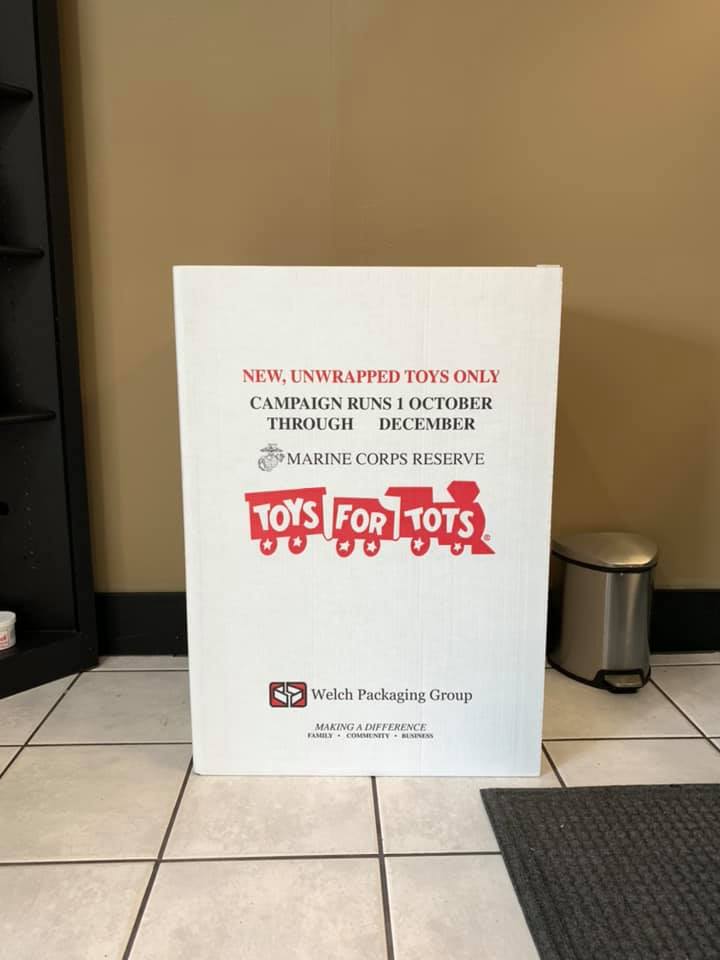 NEW, UNWRAPPED TOYS ONLY
CAMPAIGN RUNS 1 OCTOBER
THROUGH DECEMBER
MARINE CORPS RESERVE
TOYS FOR TOTS®
Welch Packaging Group
MAKING A DIFFERENCE
FAMILY • COMMUNITY • BUSINESS